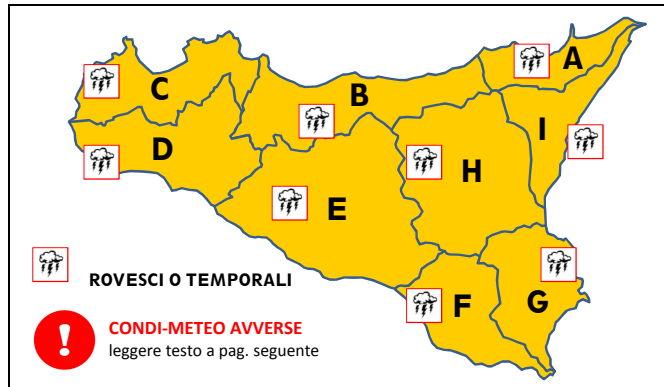 A
C
B
I
D
H
E
ROVESCI O TEMPORALI
F
G
CONDI-METEO AVVERSE
leggere testo a pag. seguente
!